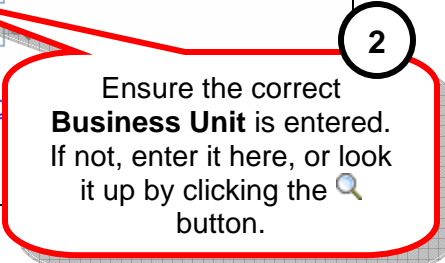 2
Ensure the correct
Business Unit is entered.
If not, enter it here, or look
it up by clicking the
button.